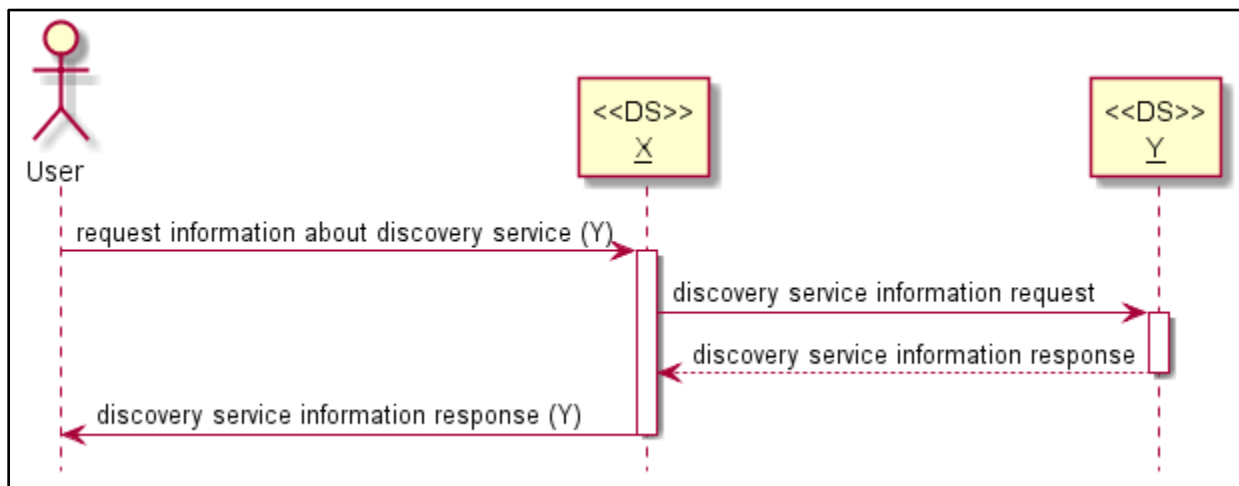 <<DS>>
X
<<DS>>
Y
User
request information about discovery service (Y)
discovery service information request
discovery service information response
discovery service information response (Y)